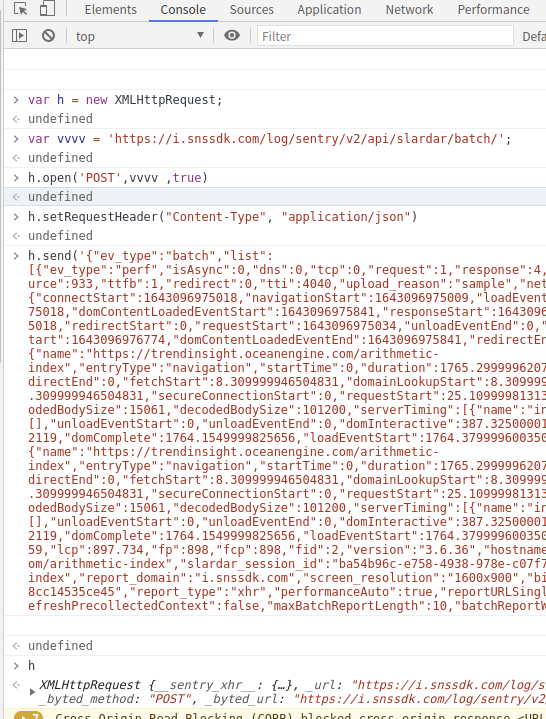 Elements Console Sources Application Network Performance
top Filter Defa
var h = new XMLHttpRequest;
undefined
var vvvv = 'https://i.snssdk.com/log/sentry/v2/api/slardar/batch/';
undefined
h.open('POST',vvvv ,true)
undefined
h.setRequestHeader("Content-Type", "application/json")
undefined
h.send('{"ev_type":"batch","list":
[{"ev_type":"perf","isAsync":0,"dns":0,"tcp":0,"request":1,"response":4,
urce":933,"ttfb":1,"redirect":0,"tti":4040,"upload_reason":"sample","net
{"connectStart":1643096975018,"navigationStart":1643096975009,"loadEvent
75018,"domContentLoadedEventStart":1643096975841,"responseStart":1643096
5018,"redirectStart":0,"requestStart":1643096975034,"unloadEventEnd":0,"
tart":1643096976774,"domContentLoadedEventEnd":1643096975841,"redirectEn
{"name":"https://trendinsight.oceanengine.com/arithmetic-
index","entryType":"navigation","startTime":0,"duration":1765.2999996207
directEnd":0,"fetchStart":8.309999946504831,"domainLookupStart":8.309999
.309999946504831,"secureConnectionStart":0,"requestStart":25.10999981313
odedBodySize":15061,"decodedBodySize":101200,"serverTiming":[{"name":"in
[],"unloadEventStart":0,"unloadEventEnd":0,"domInteractive":387.32500001
2119,"domComplete":1764.1549999825656,"loadEventStart":1764.379999600350
{"name":"https://trendinsight.oceanengine.com/arithmetic-
index","entryType":"navigation","startTime":0,"duration":1765.2999996207
directEnd":0,"fetchStart":8.309999946504831,"domainLookupStart":8.309999
.309999946504831,"secureConnectionStart":0,"requestStart":25.10999981313
odedBodySize":15061,"decodedBodySize":101200,"serverTiming":[{"name":"in
[],"unloadEventStart":0,"unloadEventEnd":0,"domInteractive":387.32500001
2119,"domComplete":1764.1549999825656,"loadEventStart":1764.379999600350
59,"lcp":897.734,"fp":898,"fcp":898,"fid":2,"version":"3.6.36","hostname
om/arithmetic-index","slardar_session_id":"ba54b96c-e758-4938-978e-c07f7
index","report_domain":"i.snssdk.com","screen_resolution":"1600x900","bi
8cc14535ce45","report_type":"xhr","performanceAuto":true,"reportURLSingl
efreshPrecollectedContext":false,"maxBatchReportLength":10,"batchReportW
undefined
h
XMLHttpRequest {__sentry_xhr__: {…}, _url: "https://i.snssdk.com/log/s
_byted_method: "POST", _byted_url: "https://i.snssdk.com/log/sentry/v2
7 Cross-Origin Read Blocking (CORB) blocked cross-origin response <UR